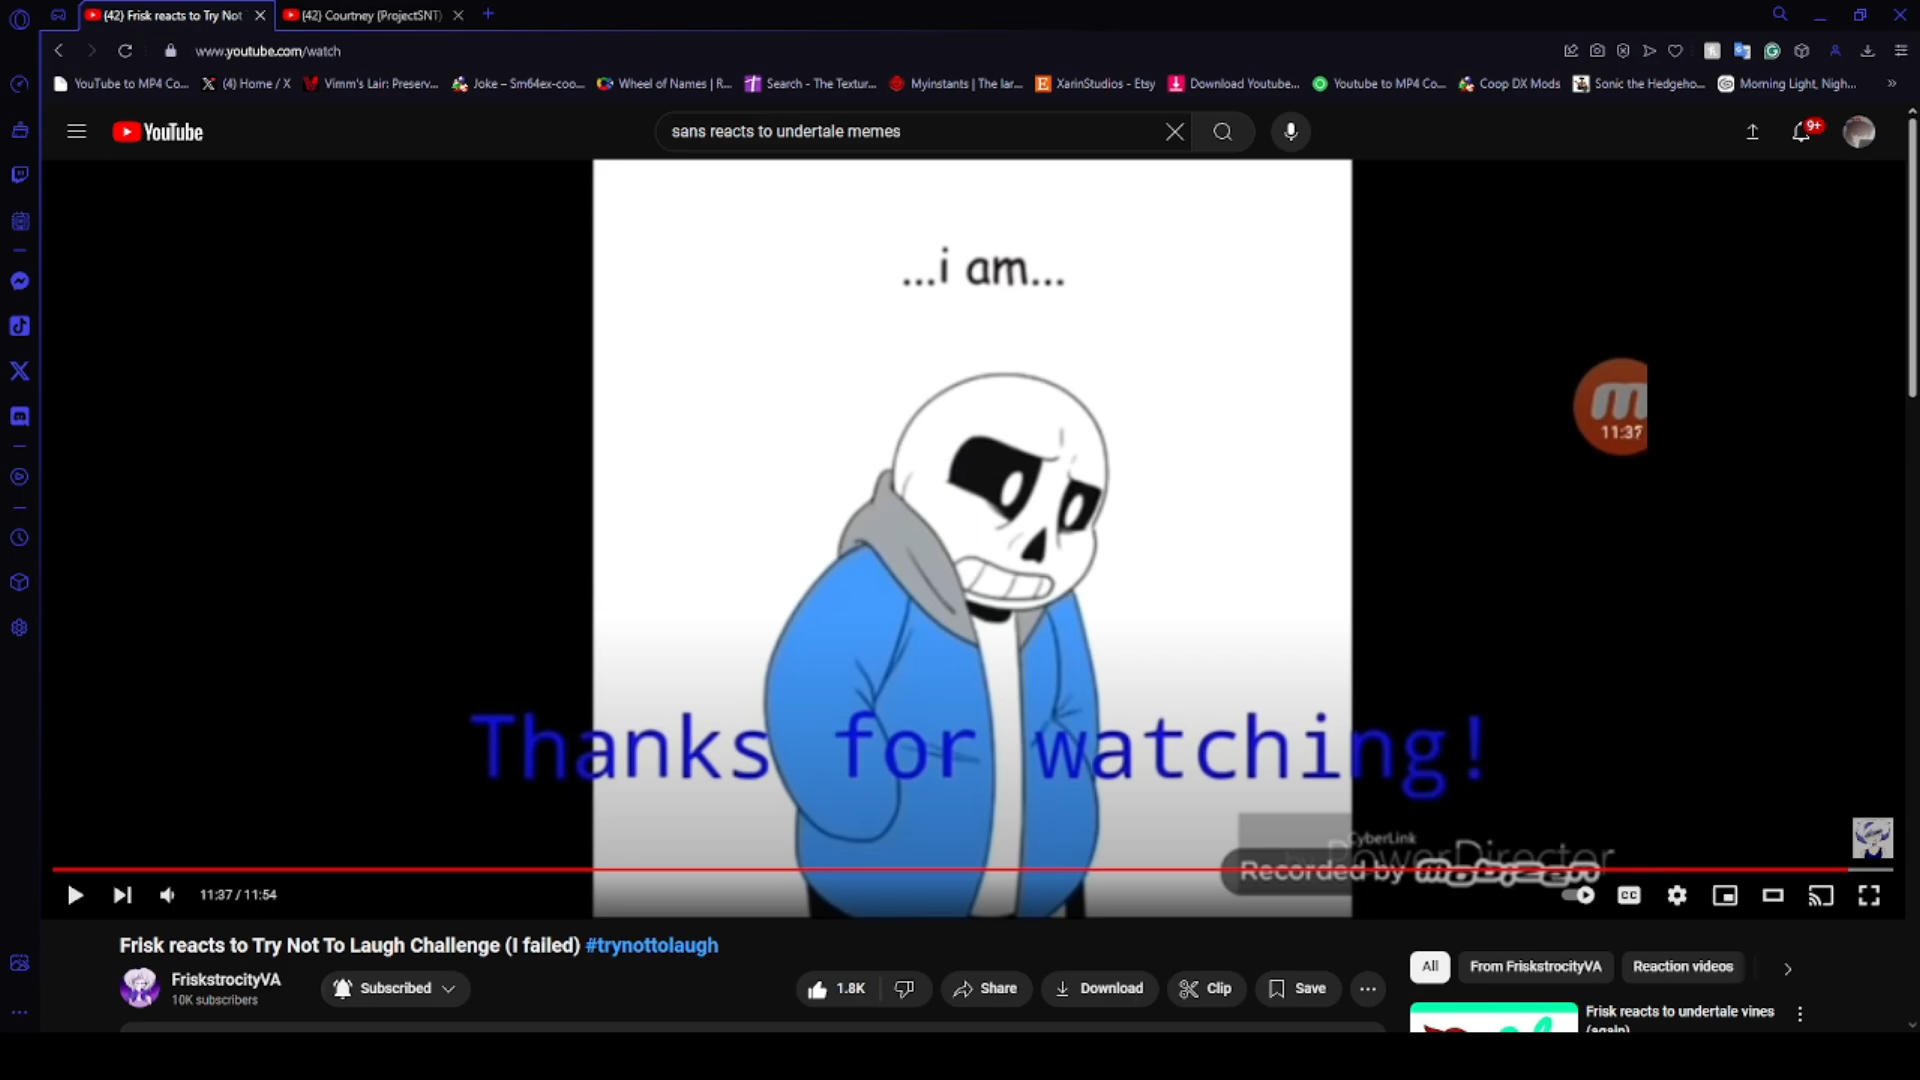 (42) Frisk reacts to Try Not
(42) Courtney (ProjectSNT)
www.youtube.com/watch
YouTube to MP4 Co...
(4) Home / X
Vimm's Lair: Preserv...
Joke – Sm64ex-coo...
Wheel of Names | R...
Search - The Textur...
Myinstants | The lar...
XarinStudios - Etsy
Download Youtube...
Youtube to MP4 Co...
Coop DX Mods
Sonic the Hedgeho...
Morning Light, Nigh...
YouTube
sans reacts to undertale memes
9+
...i am...
11:37
Thanks for watching!
CyberLink
PowerDirector
Recorded by mobizen
11:37 / 11:54
CC
Frisk reacts to Try Not To Laugh Challenge (I failed) #trynottolaugh
FriskstrocityVA
10K subscribers
Subscribed
1.8K
Share
Download
Clip
Save
All
From FriskstrocityVA
Reaction videos
Frisk reacts to undertale vines
(again)